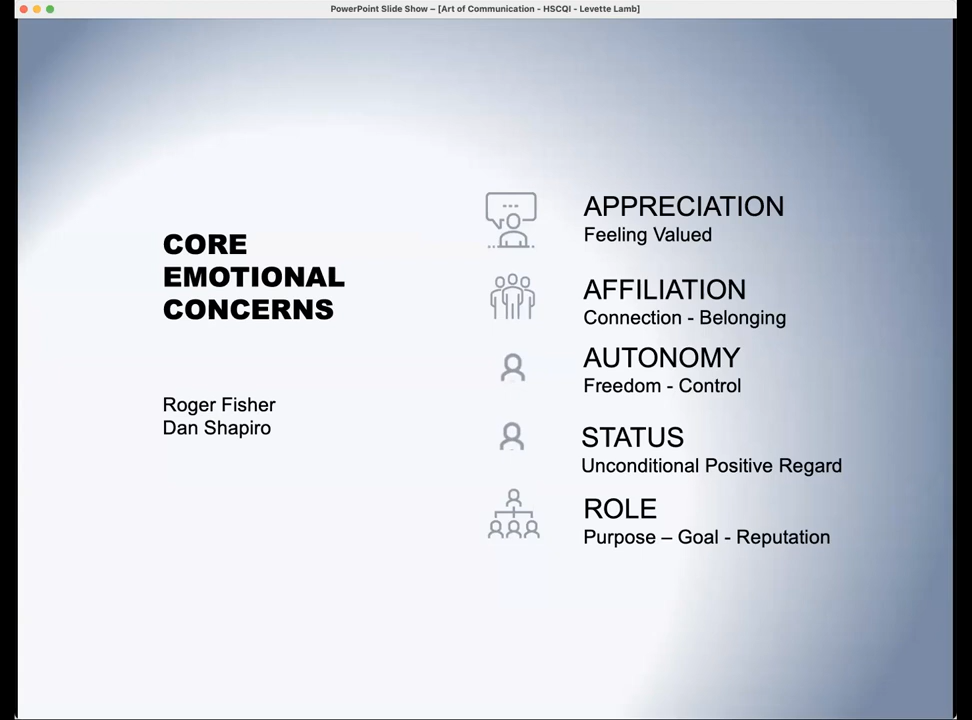 PowerPoint Slide Show – [Art of Communication - HSCQI - Levette Lamb]
CORE
EMOTIONAL
CONCERNS
Roger Fisher
Dan Shapiro
APPRECIATION
Feeling Valued
AFFILIATION
Connection - Belonging
AUTONOMY
Freedom - Control
STATUS
Unconditional Positive Regard
ROLE
Purpose – Goal - Reputation